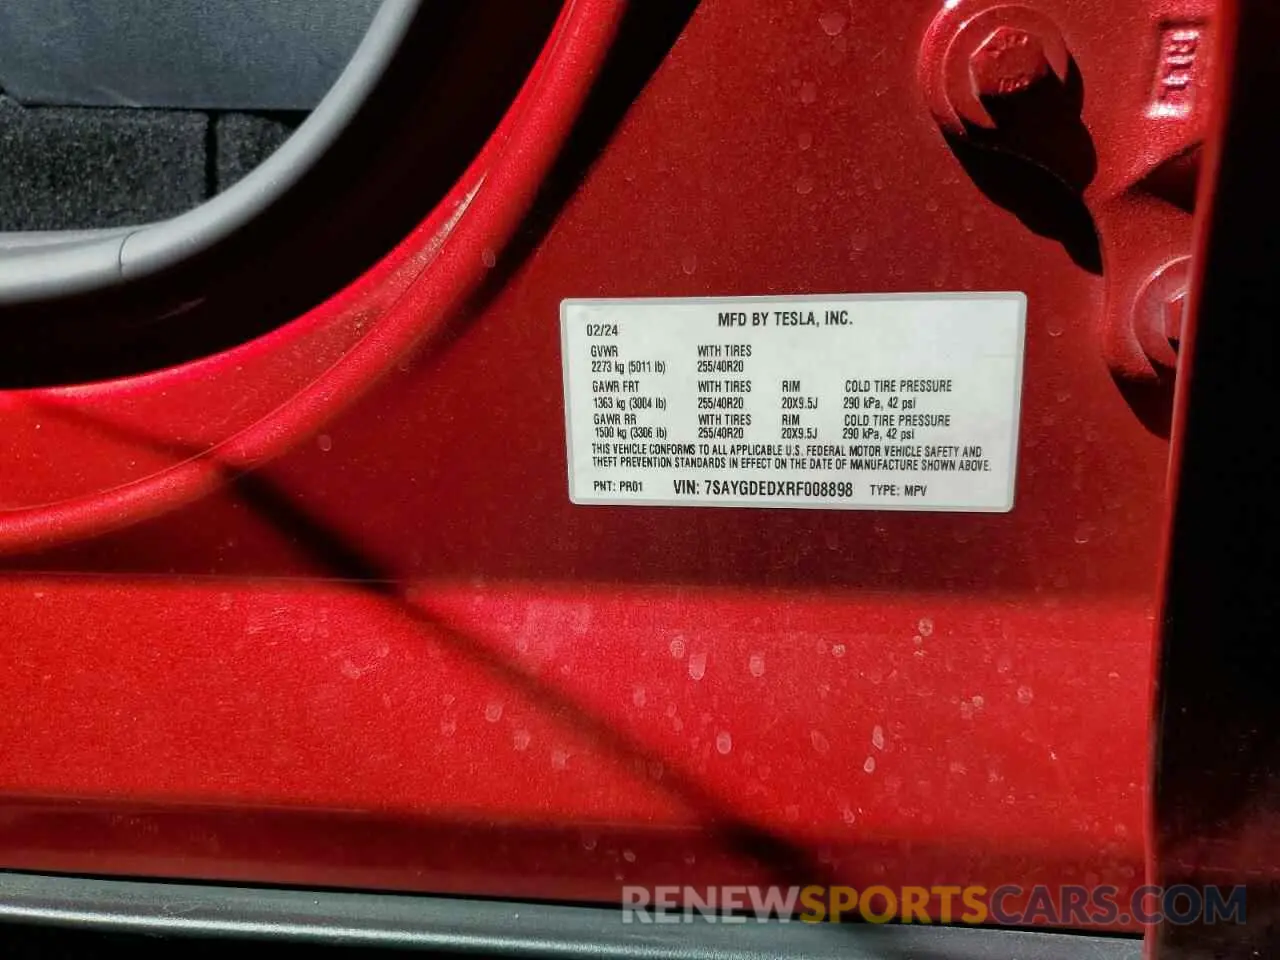 RLL
02/24 MFD BY TESLA, INC.
GVWR WITH TIRES
2273 kg (5011 lb) 255/40R20
GAWR FRT WITH TIRES RIM COLD TIRE PRESSURE
1363 kg (3004 lb) 255/40R20 20X9.5J 290 kPa, 42 psi
GAWR RR WITH TIRES RIM COLD TIRE PRESSURE
1500 kg (3306 lb) 255/40R20 20X9.5J 290 kPa, 42 psi
THIS VEHICLE CONFORMS TO ALL APPLICABLE U.S. FEDERAL MOTOR VEHICLE SAFETY AND
THEFT PREVENTION STANDARDS IN EFFECT ON THE DATE OF MANUFACTURE SHOWN ABOVE.
PNT: PR01 VIN: 7SAYGDEDXRF008898 TYPE: MPV
RENEWSPORTSCARS.COM